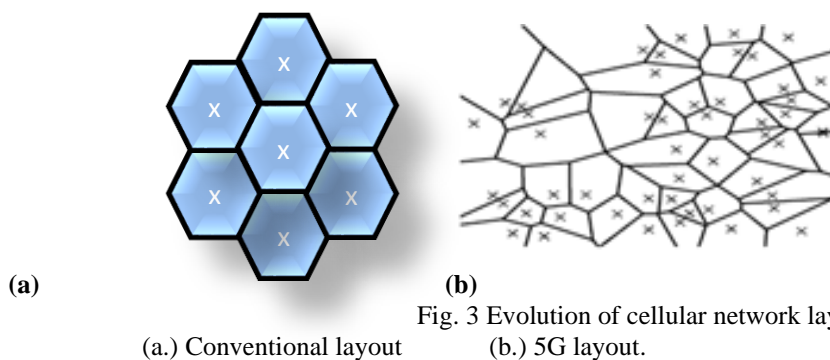 X
X X
X
X X
X
(a) (b)
Fig. 3 Evolution of cellular network lay
(a.) Conventional layout (b.) 5G layout.